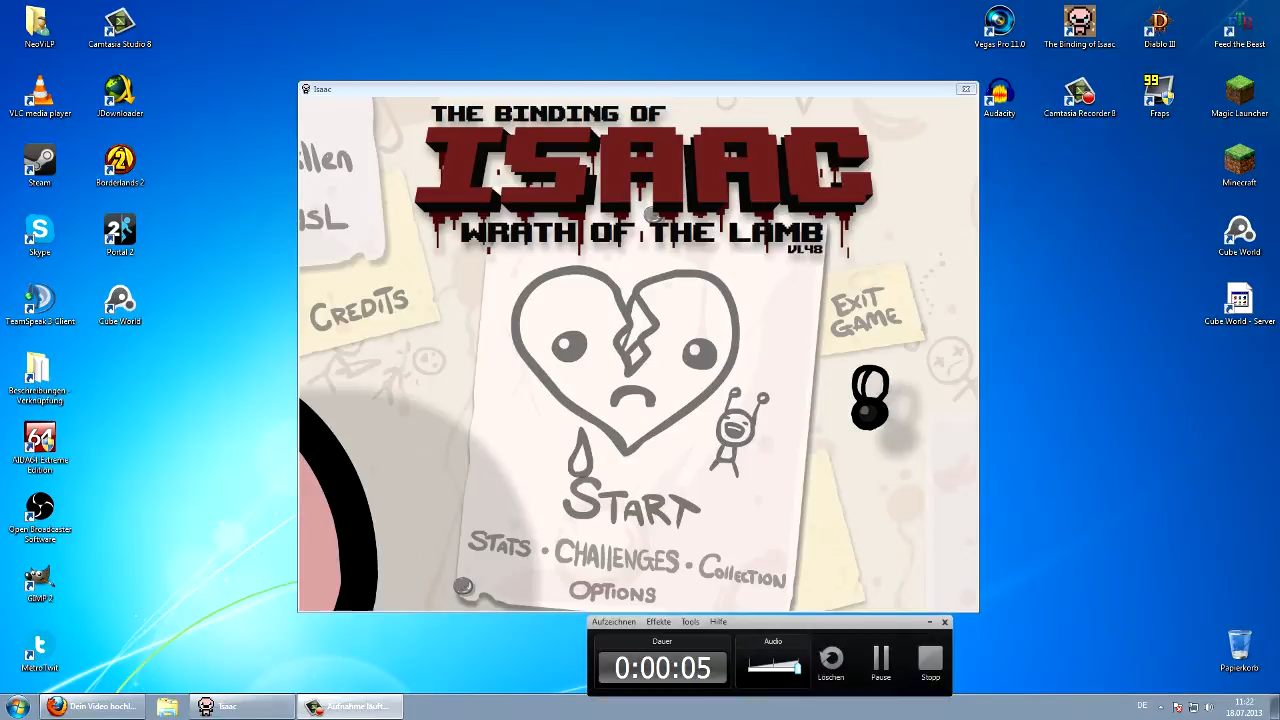 NeoViLP
Camtasia Studio 8
VLC media player
JDownloader
Steam
Borderlands 2
Skype
Portal 2
TeamSpeak 3 Client
Cube World
Beschreibungen -
Verknüpfung
AIDA64 Extreme
Edition
Open Broadcaster
Software
GIMP 2
MetroTwit
Vegas Pro 11.0
The Binding of Isaac
Diablo III
Feed the Beast
Audacity
Camtasia Recorder 8
99
Fraps
Magic Launcher
Minecraft
Cube World
Cube World - Server
Papierkorb
Isaac
THE BINDING OF
ISAAC
WRATH OF THE LAMB
V1.48
CREDITS
EXIT
GAME
START
STATS • CHALLENGES • COLLECTION
OPTIONS
Aufzeichnen Effekte Tools Hilfe
Dauer
Audio
0:00:05
Löschen
Pause
Stopp
Dein Video hochl...
Isaac
Aufnahme läuft...
DE
11:22
18.07.2013